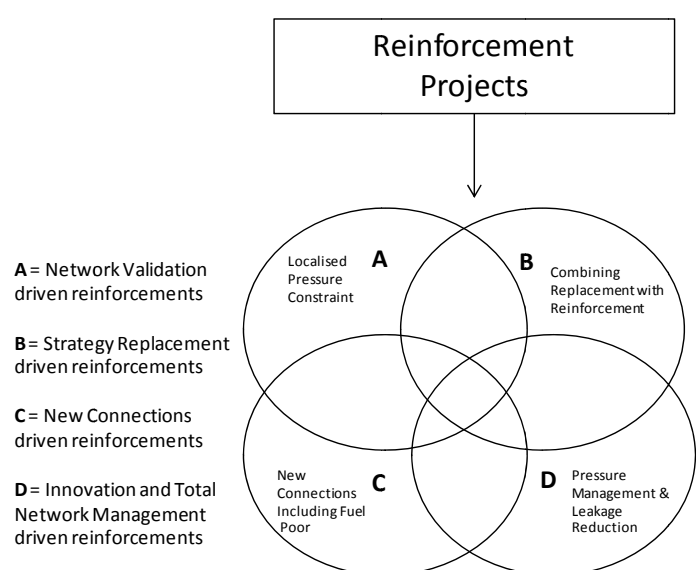 Reinforcement
Projects
A = Network Validation
driven reinforcements
B = Strategy Replacement
driven reinforcements
C = New Connections
driven reinforcements
D = Innovation and Total
Network Management
driven reinforcements
Localised
Pressure
Constraint
A
B
Combining
Replacement with
Reinforcement
New
Connections
Including Fuel
Poor
C
D
Pressure
Management &
Leakage
Reduction